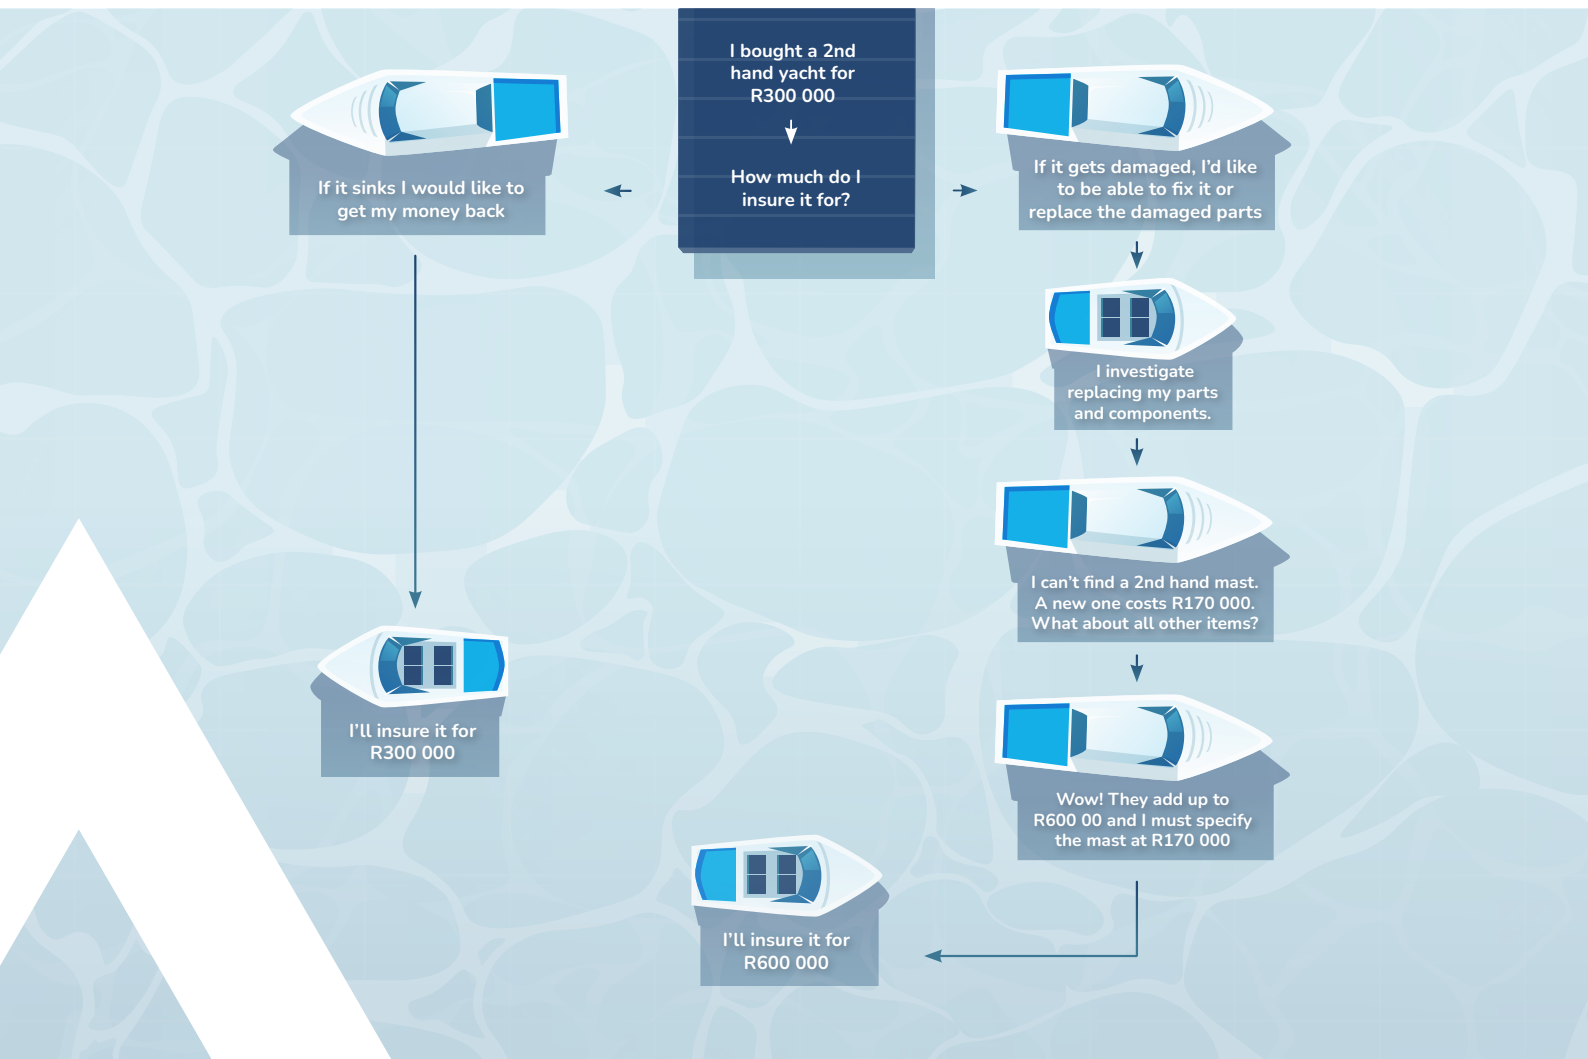 I bought a 2nd
hand yacht for
R300 000
How much do I
insure it for?
If it sinks I would like to
get my money back
I'll insure it for
R300 000
If it gets damaged, I'd like
to be able to fix it or
replace the damaged parts
I investigate
replacing my parts
and components.
I can't find a 2nd hand mast.
A new one costs R170 000.
What about all other items?
Wow! They add up to
R600 00 and I must specify
the mast at R170 000
I'll insure it for
R600 000